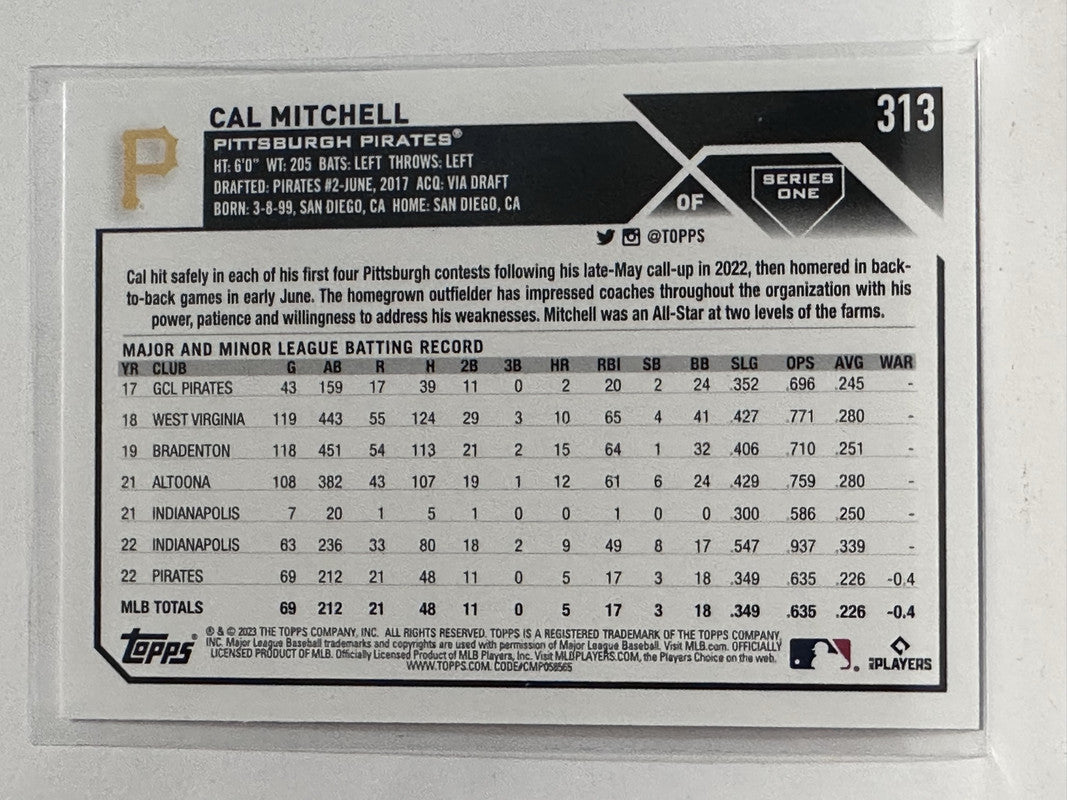 313
CAL MITCHELL
PITTSBURGH PIRATES®
HT: 6'0" WT: 205 BATS: LEFT THROWS: LEFT
DRAFTED: PIRATES #2-JUNE, 2017 ACQ: VIA DRAFT
BORN: 3-8-99, SAN DIEGO, CA HOME: SAN DIEGO, CA
P
OF
SERIES
ONE
@TOPPS
Cal hit safely in each of his first four Pittsburgh contests following his late-May call-up in 2022, then homered in back-
to-back games in early June. The homegrown outfielder has impressed coaches throughout the organization with his
power, patience and willingness to address his weaknesses. Mitchell was an All-Star at two levels of the farms.
MAJOR AND MINOR LEAGUE BATTING RECORD
YR CLUB G AB R H 2B 3B HR RBI SB BB SLG OPS AVG WAR
17 GCL PIRATES 43 159 17 39 11 0 2 20 2 24 .352 .696 .245 -
18 WEST VIRGINIA 119 443 55 124 29 3 10 65 4 41 .427 .771 .280 -
19 BRADENTON 118 451 54 113 21 2 15 64 1 32 .406 .710 .251 -
21 ALTOONA 108 382 43 107 19 1 12 61 6 24 .429 .759 .280 -
21 INDIANAPOLIS 7 20 1 5 1 0 0 1 0 0 .300 .586 .250 -
22 INDIANAPOLIS 63 236 33 80 18 2 9 49 8 17 .547 .937 .339 -
22 PIRATES 69 212 21 48 11 0 5 17 3 18 .349 .635 .226 -0.4
MLB TOTALS 69 212 21 48 11 0 5 17 3 18 .349 .635 .226 -0.4
Topps®
® & © 2023 THE TOPPS COMPANY, INC. ALL RIGHTS RESERVED. TOPPS IS A REGISTERED TRADEMARK OF THE TOPPS COMPANY,
INC. Major League Baseball trademarks and copyrights are used with permission of Major League Baseball. Visit MLB.com. OFFICIALLY
LICENSED PRODUCT OF MLB. Officially Licensed Product of MLB Players, Inc. Visit MLBPLAYERS.COM, the Players Choice on the web.
WWW.TOPPS.COM. CODE#CMP058565
MLBPLAYERS